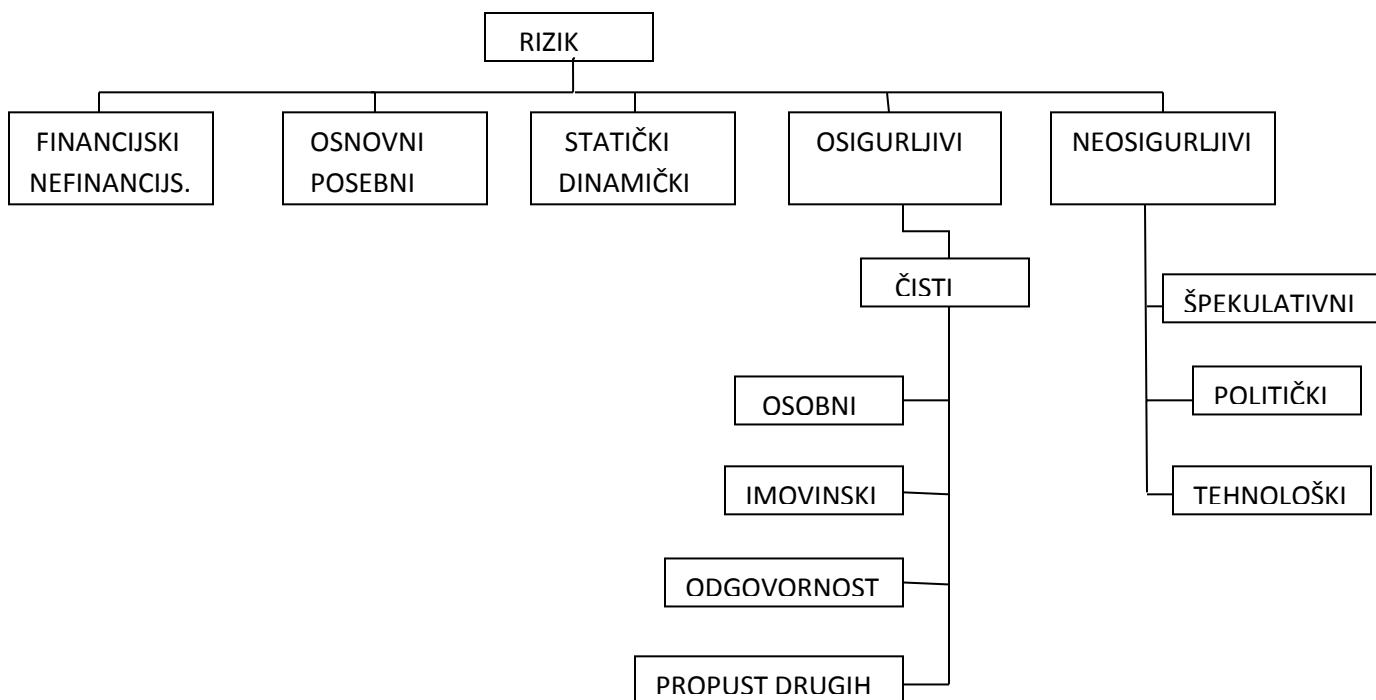 RIZIK
FINANCIJSKI
NEFINANCIJS.
OSNOVNI
POSEBNI
STATIČKI
DINAMIČKI
OSIGURLJIVI
NEOSIGURLJIVI
ČISTI
ŠPEKULATIVNI
OSOBNI
POLITIČKI
IMOVINSKI
TEHNOLOŠKI
ODGOVORNOST
PROPUST DRUGIH